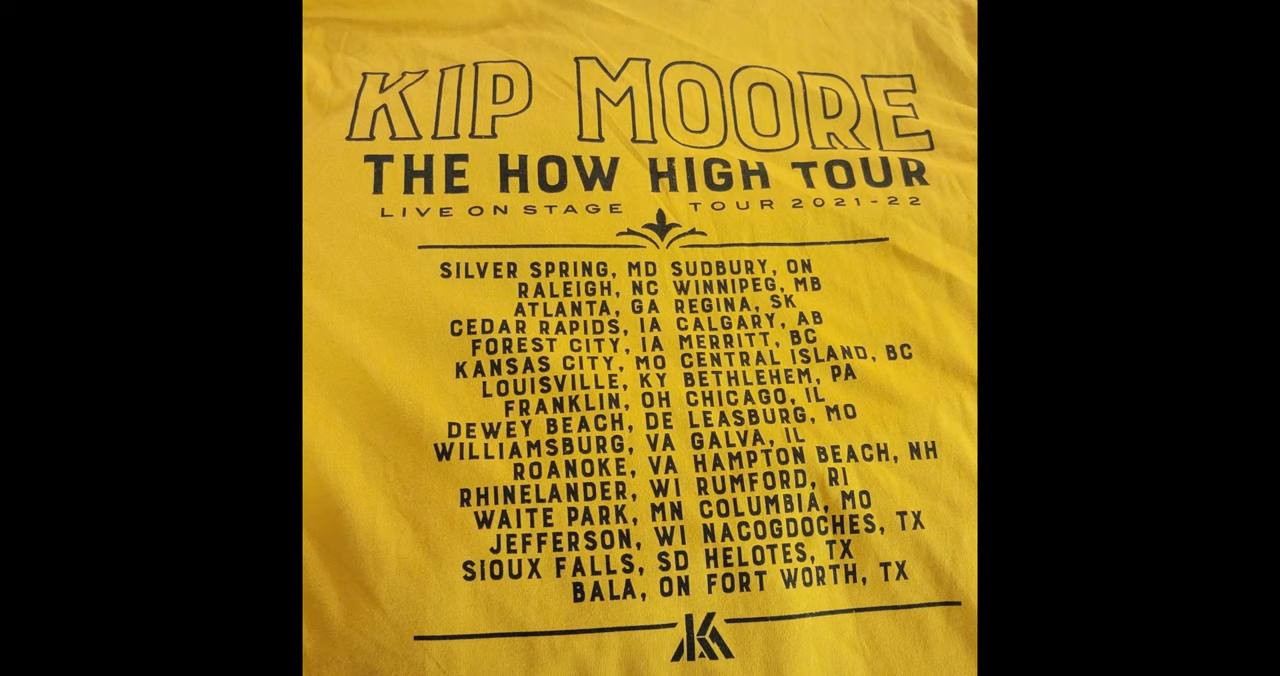 KIP MOORE
THE HOW HIGH TOUR
LIVE ON STAGE TOUR 2021-22
SILVER SPRING, MD SUDBURY, ON
RALEIGH, NC WINNIPEG, MB
ATLANTA, GA REGINA, SK
CEDAR RAPIDS, IA CALGARY, AB
FOREST CITY, IA MERRITT, BC
KANSAS CITY, MO CENTRAL ISLAND, BC
LOUISVILLE, KY BETHLEHEM, PA
FRANKLIN, OH CHICAGO, IL
DEWEY BEACH, DE LEASBURG, MO
WILLIAMSBURG, VA GALVA, IL
ROANOKE, VA HAMPTON BEACH, NH
RHINELANDER, WI RUMFORD, RI
WAITE PARK, MN COLUMBIA, MO
JEFFERSON, WI NACOGDOCHES, TX
SIOUX FALLS, SD HELOTES, TX
BALA, ON FORT WORTH, TX
KM